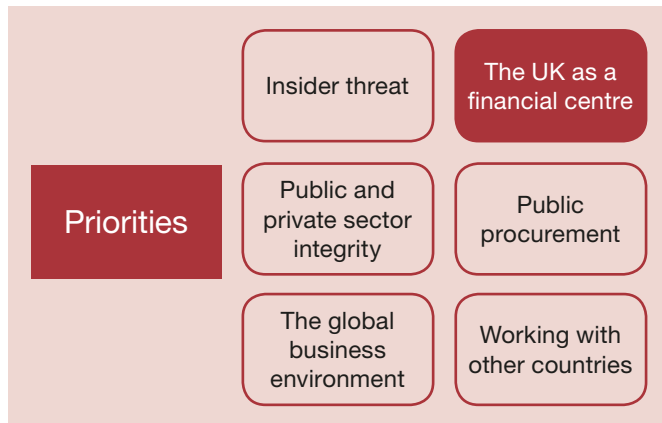 Priorities
Insider threat
The UK as a
financial centre
Public and
private sector
integrity
Public
procurement
The global
business
environment
Working with
other countries